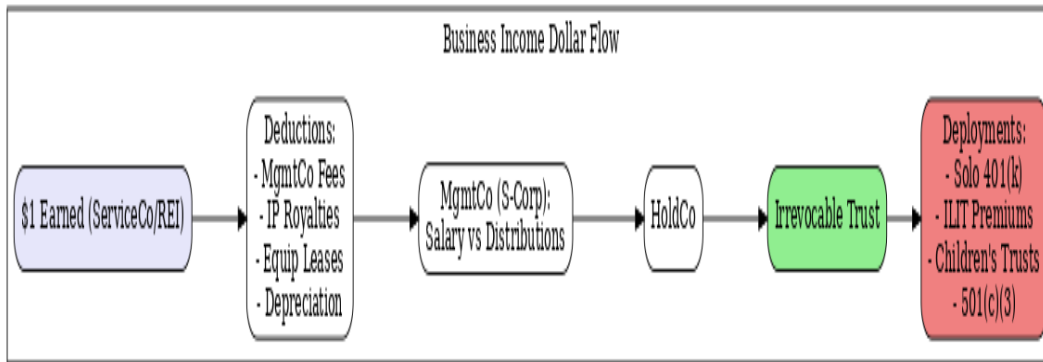 Business Income Dollar Flow
$1 Earned (ServiceCo/REI)
Deductions:
- MgmtCo Fees
- IP Royalties
- Equip Leases
- Depreciation
MgmtCo (S-Corp):
Salary vs Distributions
HoldCo
Irrevocable Trust
Deployments:
- Solo 401(k)
- ILIT Premiums
- Children's Trusts
- 501(c)(3)